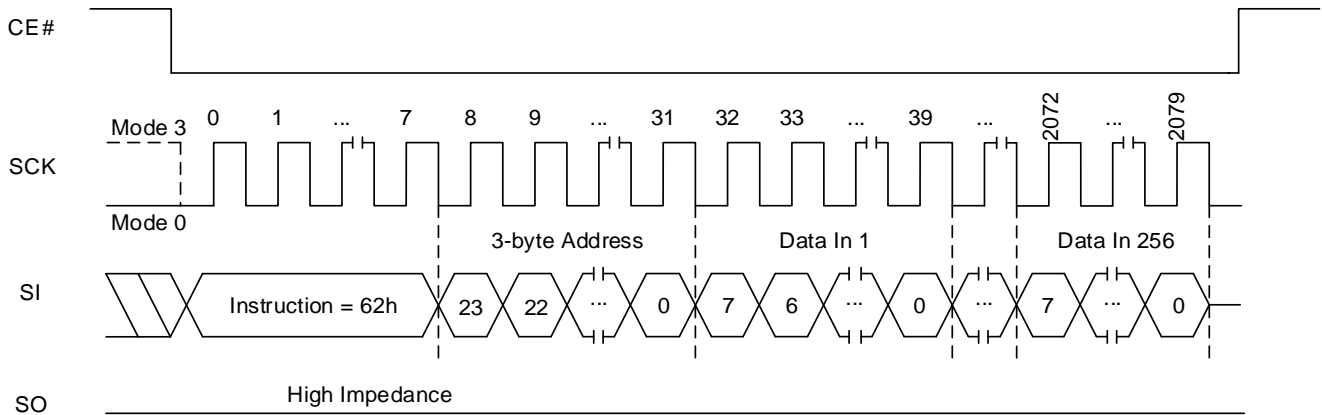 CE#
Mode 3 0 1 ... 7 8 9 ... 31 32 33 ... 39 ... 2072 ... 2079
SCK
Mode 0
3-byte Address Data In 1 Data In 256
SI Instruction = 62h 23 22 ... 0 7 6 ... 0 ... 7 ... 0
High Impedance
SO